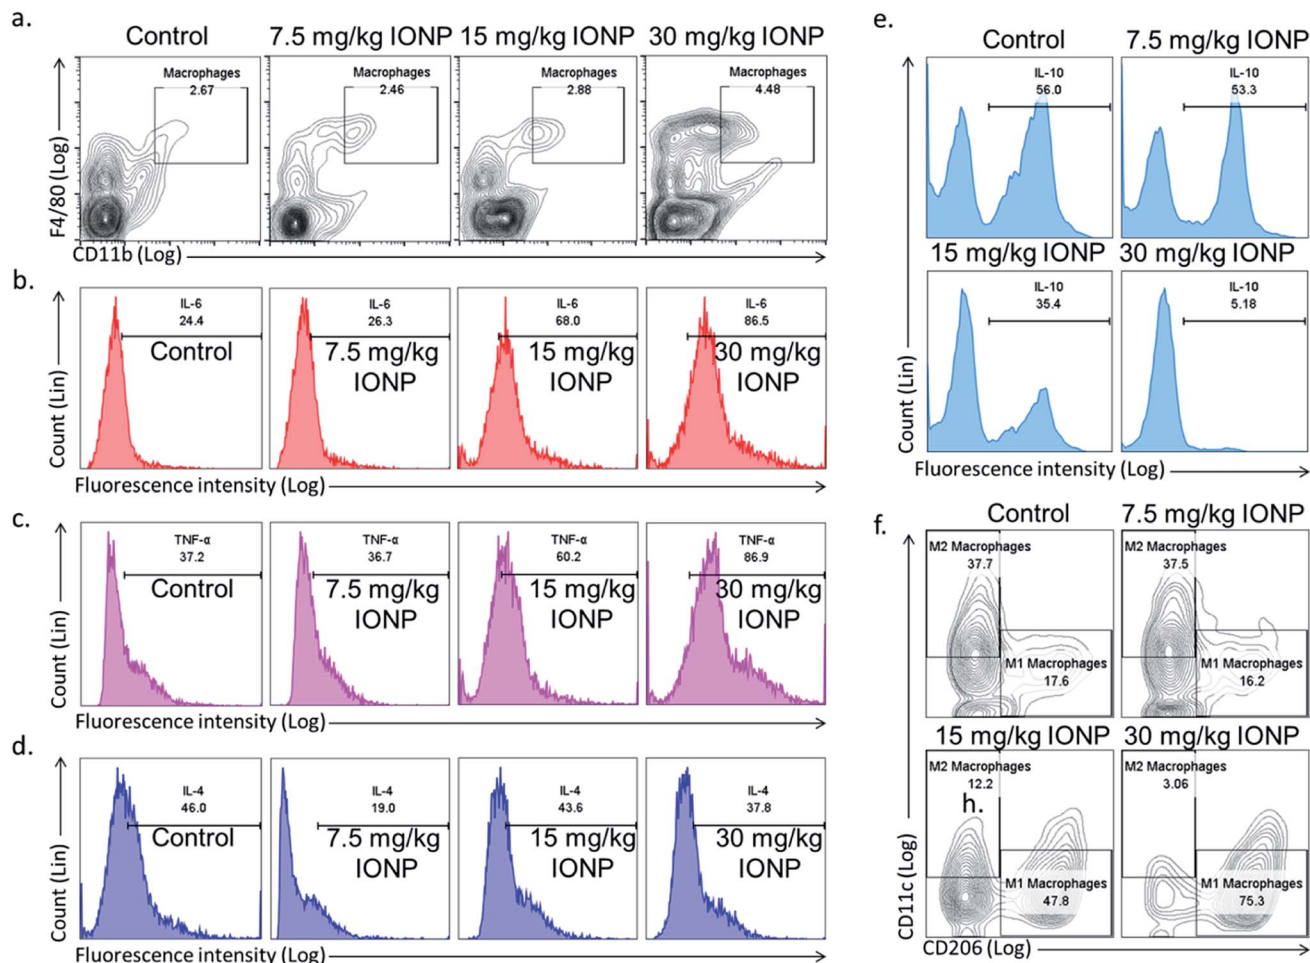 a.
Control 7.5 mg/kg IONP 15 mg/kg IONP 30 mg/kg IONP
Macrophages Macrophages Macrophages Macrophages
2.67 2.46 2.88 4.48
F4/80 (Log)
CD11b (Log)
b.
IL-6 IL-6 IL-6 IL-6
24.4 26.3 68.0 86.5
Control 7.5 mg/kg 15 mg/kg 30 mg/kg
IONP IONP IONP
Count (Lin)
Fluorescence intensity (Log)
c.
TNF-α TNF-α TNF-α TNF-α
37.2 36.7 60.2 86.9
Control 7.5 mg/kg 15 mg/kg 30 mg/kg
IONP IONP IONP
Count (Lin)
Fluorescence intensity (Log)
d.
IL-4 IL-4 IL-4 IL-4
46.0 19.0 43.6 37.8
Control 7.5 mg/kg 15 mg/kg 30 mg/kg
IONP IONP IONP
Count (Lin)
Fluorescence intensity (Log)
e.
Control 7.5 mg/kg IONP
IL-10 IL-10
56.0 53.3
15 mg/kg IONP 30 mg/kg IONP
IL-10 IL-10
35.4 5.18
Count (Lin)
Fluorescence intensity (Log)
f.
Control 7.5 mg/kg IONP
M2 Macrophages M2 Macrophages
37.7 37.5
M1 Macrophages M1 Macrophages
17.6 16.2
15 mg/kg IONP 30 mg/kg IONP
M2 Macrophages M2 Macrophages
12.2 3.06
h.
M1 Macrophages M1 Macrophages
47.8 75.3
CD11c (Log)
CD206 (Log)